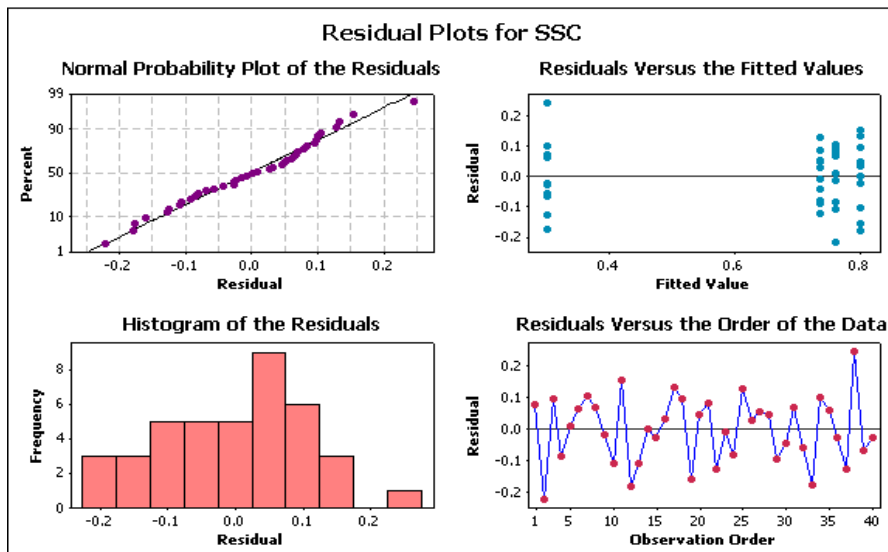 Residual Plots for SSC
Normal Probability Plot of the Residuals
99
90
50
10
1
Percent
-0.2 -0.1 0.0 0.1 0.2
Residual
Residuals Versus the Fitted Values
0.2
0.1
0.0
-0.1
-0.2
Residual
0.4 0.6 0.8
Fitted Value
Histogram of the Residuals
8
6
4
2
0
Frequency
-0.2 -0.1 0.0 0.1 0.2
Residual
Residuals Versus the Order of the Data
0.2
0.1
0.0
-0.1
-0.2
Residual
1 5 10 15 20 25 30 35 40
Observation Order